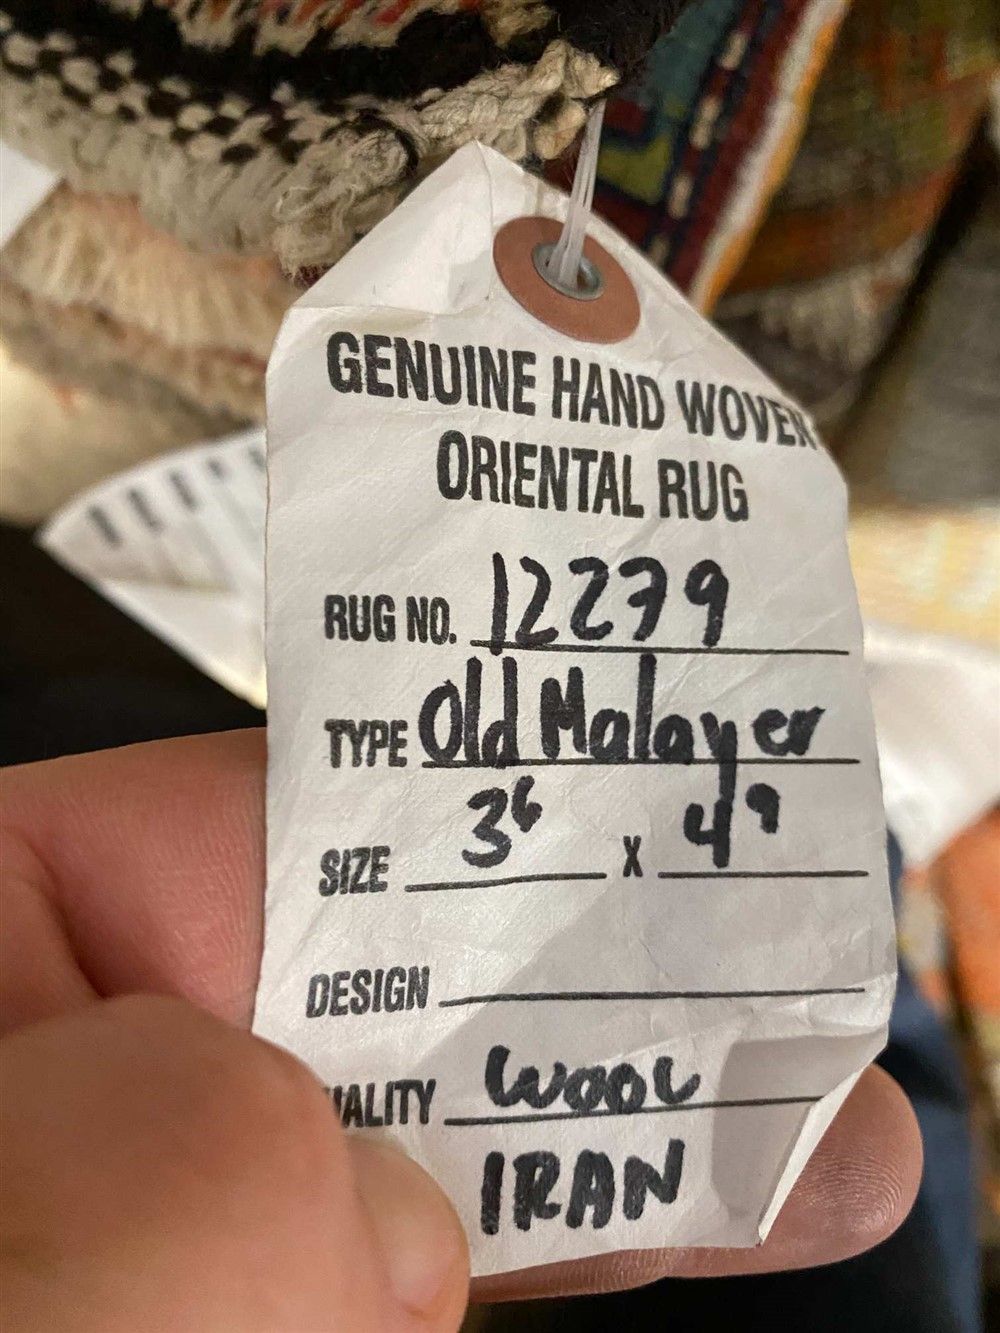 GENUINE HAND WOVEN
ORIENTAL RUG
RUG NO. 12279
TYPE Old Malayer
SIZE 3⁶ X 4⁹
DESIGN
UALITY WOOL
IRAN